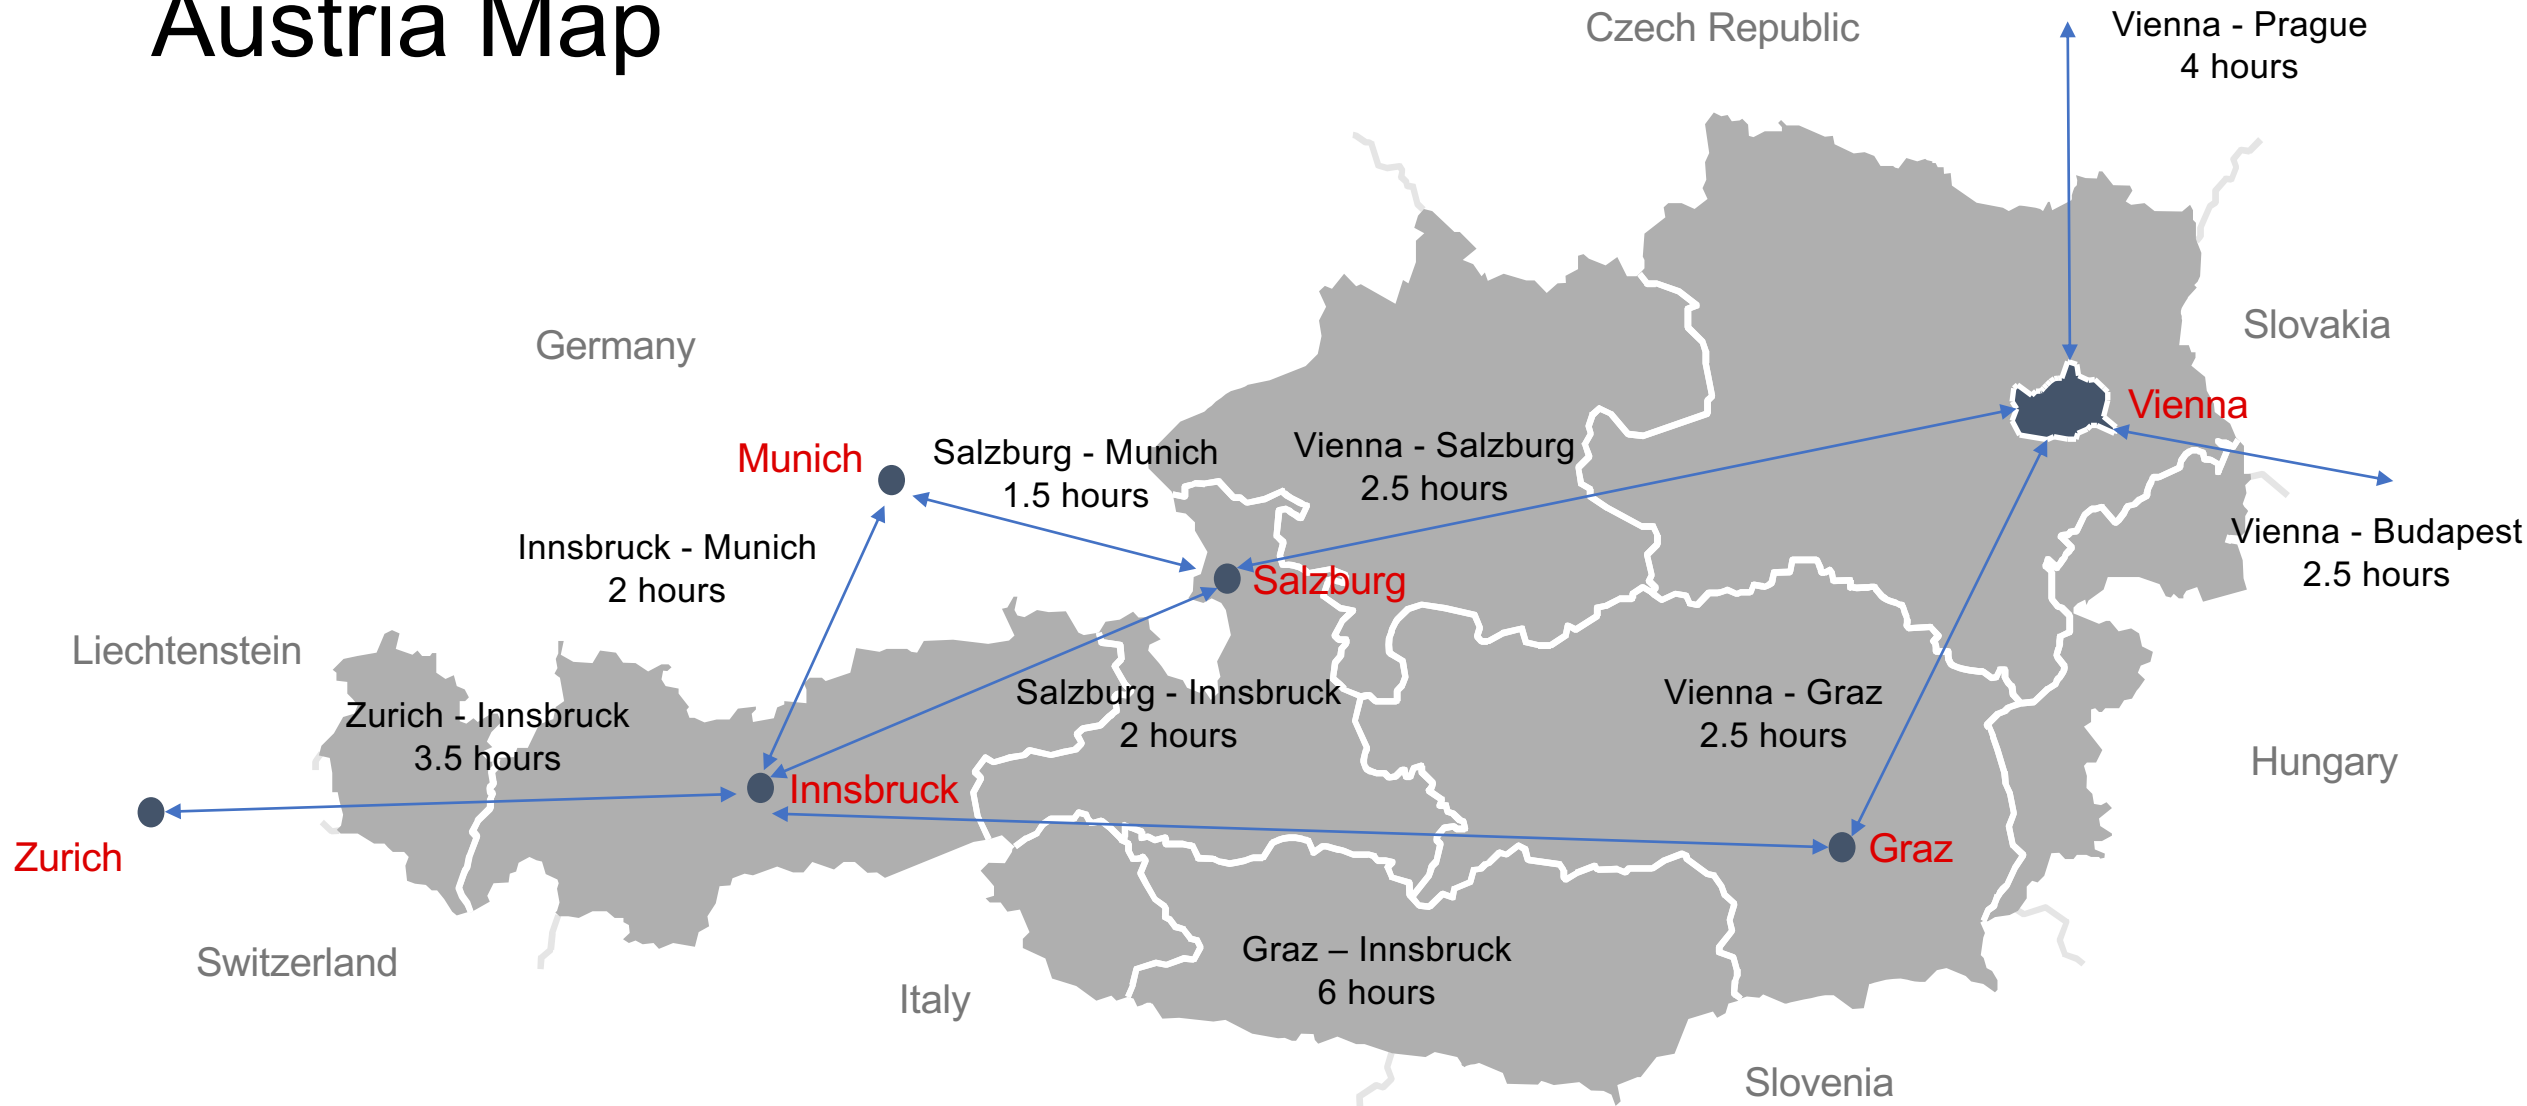 Austria Map
Czech Republic
Vienna - Prague
4 hours
Slovakia
Germany
Vienna
Munich
Salzburg - Munich
1.5 hours
Vienna - Salzburg
2.5 hours
Innsbruck - Munich
2 hours
Vienna - Budapest
2.5 hours
Salzburg
Liechtenstein
Zurich - Innsbruck
3.5 hours
Salzburg - Innsbruck
2 hours
Vienna - Graz
2.5 hours
Hungary
Innsbruck
Zurich
Graz
Switzerland
Graz – Innsbruck
6 hours
Italy
Slovenia